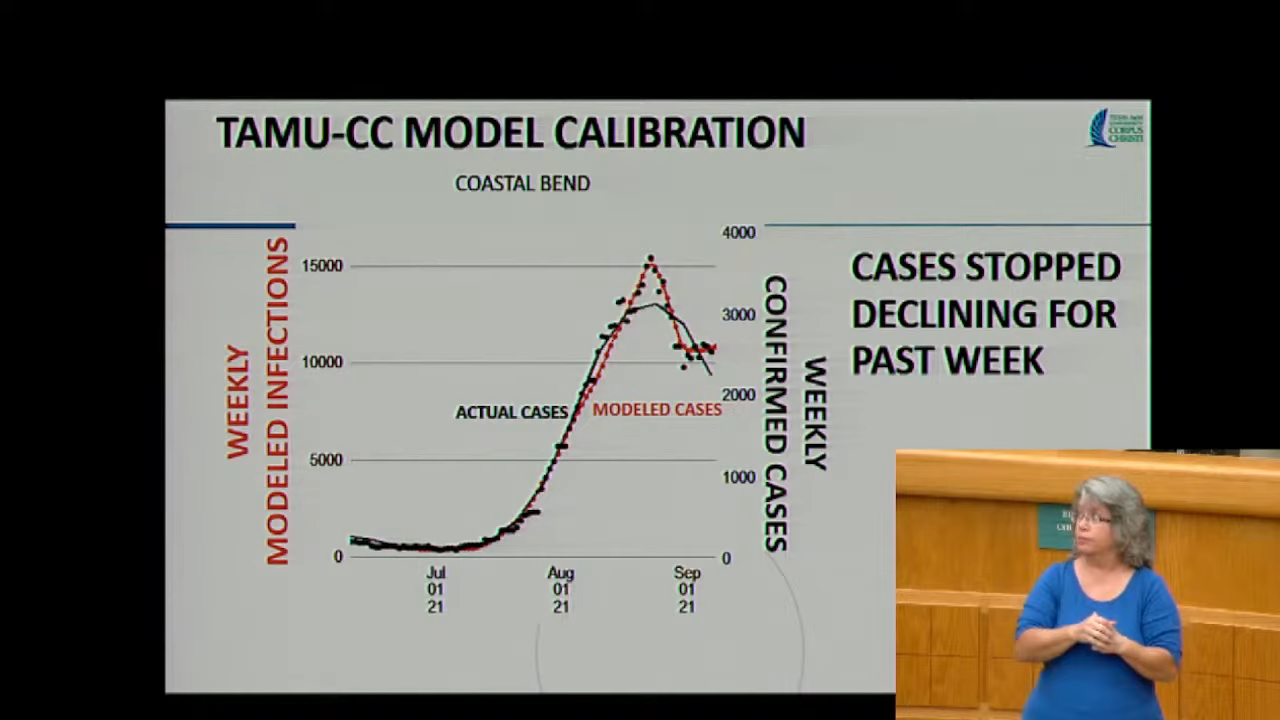 TAMU-CC MODEL CALIBRATION
COASTAL BEND
CORPUS
CHRISTI
WEEKLY
MODELED INFECTIONS
15000
10000
5000
0
4000
3000
2000
1000
0
ACTUAL CASES
MODELED CASES
Jul
01
21
Aug
01
21
Sep
01
21
WEEKLY
CONFIRMED CASES
CASES STOPPED
DECLINING FOR
PAST WEEK